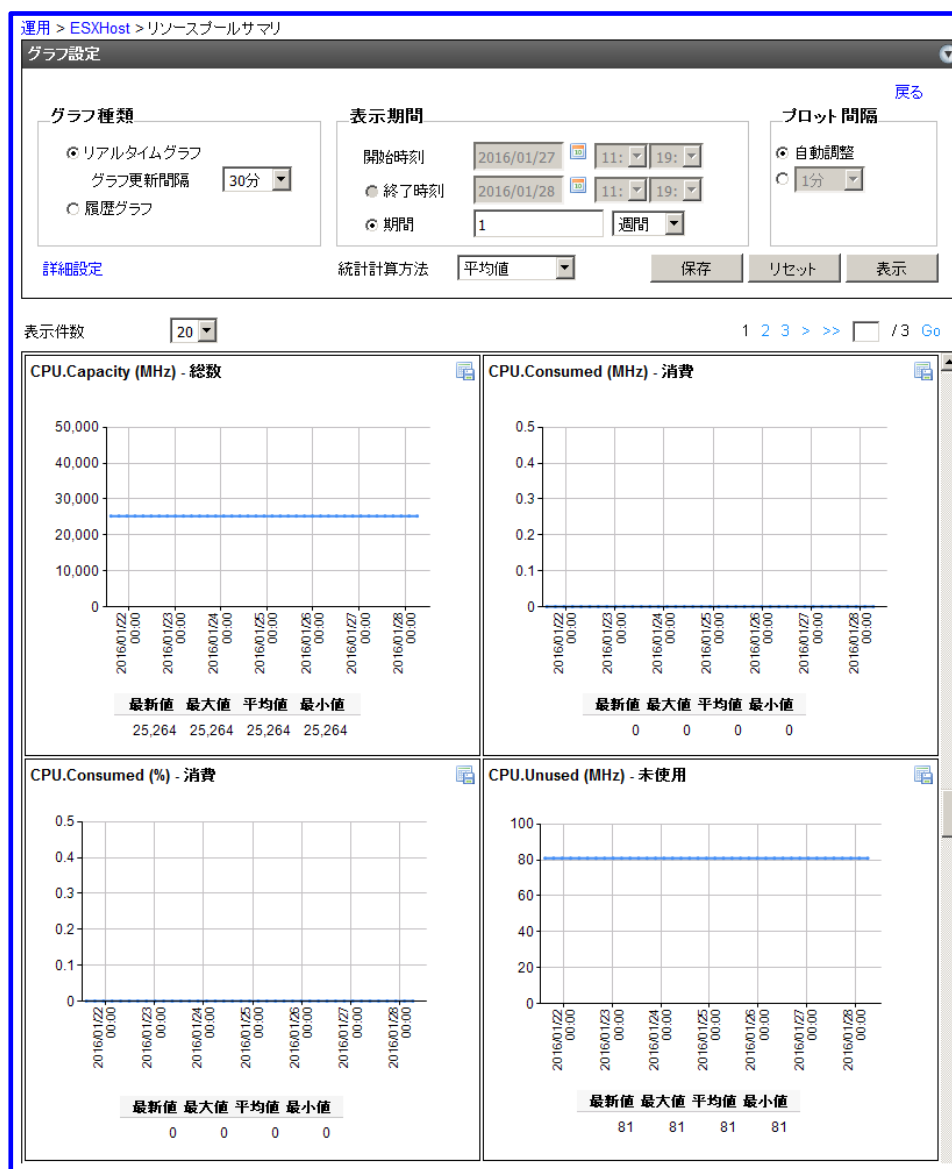 運用 > ESXHost > リソースプールサマリ
グラフ設定
戻る
グラフ種類
リアルタイムグラフ
グラフ更新間隔 30分
履歴グラフ
表示期間
開始時刻 2016/01/27 11: 19:
終了時刻 2016/01/28 11: 19:
期間 1 週間
プロット間隔
自動調整
1分
詳細設定
統計計算方法 平均値 保存 リセット 表示
表示件数 20
1 2 3 > >> / 3 Go
CPU.Capacity (MHz) - 総数
50,000
40,000
30,000
20,000
10,000
0
2016/01/22 00:00
2016/01/23 00:00
2016/01/24 00:00
2016/01/25 00:00
2016/01/26 00:00
2016/01/27 00:00
2016/01/28 00:00
最新値 最大値 平均値 最小値
25,264 25,264 25,264 25,264
CPU.Consumed (MHz) - 消費
0.5
0.4
0.3
0.2
0.1
0
2016/01/22 00:00
2016/01/23 00:00
2016/01/24 00:00
2016/01/25 00:00
2016/01/26 00:00
2016/01/27 00:00
2016/01/28 00:00
最新値 最大値 平均値 最小値
0 0 0 0
CPU.Consumed (%) - 消費
0.5
0.4
0.3
0.2
0.1
0
2016/01/22 00:00
2016/01/23 00:00
2016/01/24 00:00
2016/01/25 00:00
2016/01/26 00:00
2016/01/27 00:00
2016/01/28 00:00
最新値 最大値 平均値 最小値
0 0 0 0
CPU.Unused (MHz) - 未使用
100
80
60
40
20
0
2016/01/22 00:00
2016/01/23 00:00
2016/01/24 00:00
2016/01/25 00:00
2016/01/26 00:00
2016/01/27 00:00
2016/01/28 00:00
最新値 最大値 平均値 最小値
81 81 81 81